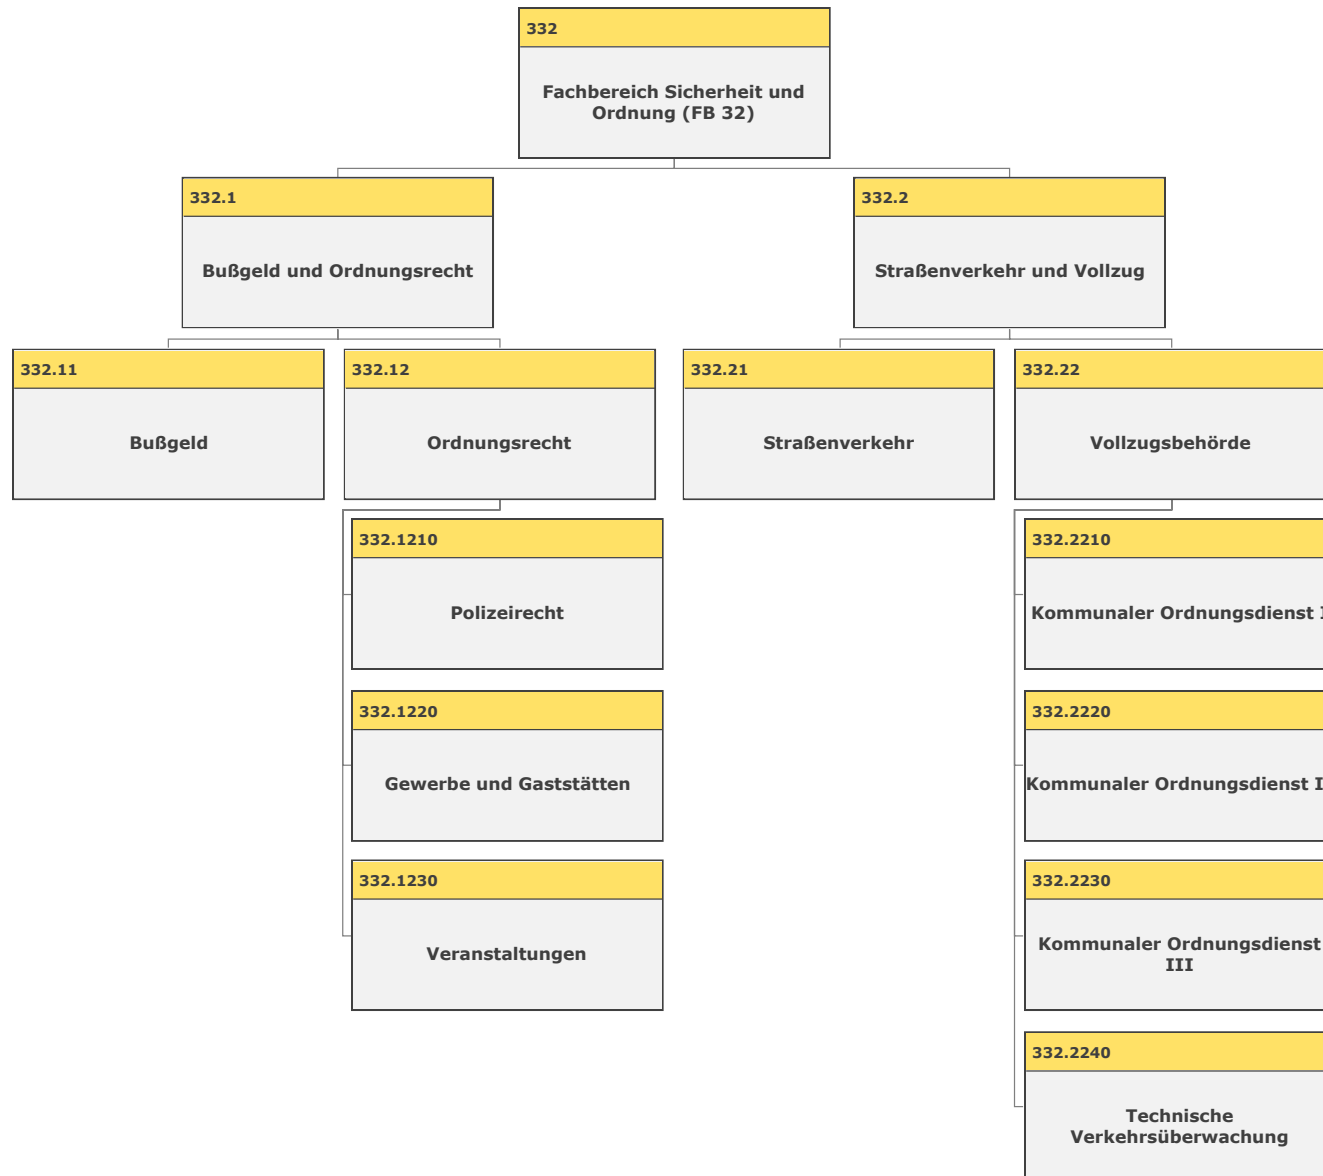 332
Fachbereich Sicherheit und
Ordnung (FB 32)
332.1
Bußgeld und Ordnungsrecht
332.2
Straßenverkehr und Vollzug
332.11
Bußgeld
332.12
Ordnungsrecht
332.21
Straßenverkehr
332.22
Vollzugsbehörde
332.1210
Polizeirecht
332.1220
Gewerbe und Gaststätten
332.1230
Veranstaltungen
332.2210
Kommunaler Ordnungsdienst I
332.2220
Kommunaler Ordnungsdienst I
332.2230
Kommunaler Ordnungsdienst
III
332.2240
Technische
Verkehrsüberwachung